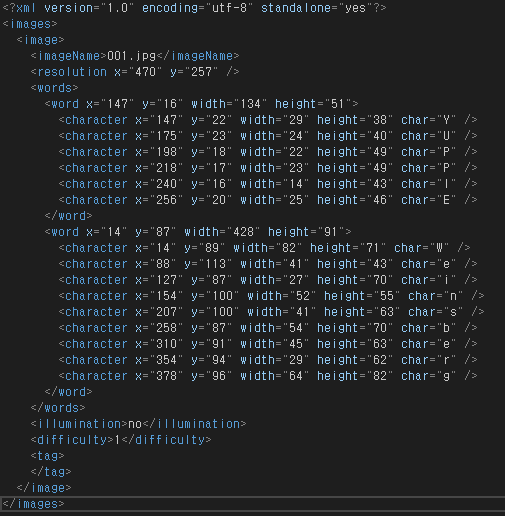 <?xml version="1.0" encoding="utf-8" standalone="yes"?>
<images>
  <image>
    <imageName>001.jpg</imageName>
    <resolution x="470" y="257" />
    <words>
      <word x="147" y="16" width="134" height="51">
        <character x="147" y="22" width="29" height="38" char="Y" />
        <character x="175" y="23" width="24" height="40" char="U" />
        <character x="198" y="18" width="22" height="49" char="P" />
        <character x="218" y="17" width="23" height="49" char="P" />
        <character x="240" y="16" width="14" height="43" char="I" />
        <character x="256" y="20" width="25" height="46" char="E" />
      </word>
      <word x="14" y="87" width="428" height="91">
        <character x="14" y="89" width="82" height="71" char="W" />
        <character x="88" y="113" width="41" height="43" char="e" />
        <character x="127" y="87" width="27" height="70" char="i" />
        <character x="154" y="100" width="52" height="55" char="n" />
        <character x="207" y="100" width="41" height="63" char="s" />
        <character x="258" y="87" width="54" height="70" char="b" />
        <character x="310" y="91" width="45" height="63" char="e" />
        <character x="354" y="94" width="29" height="62" char="r" />
        <character x="378" y="96" width="64" height="82" char="g" />
      </word>
    </words>
    <illumination>no</illumination>
    <difficulty>1</difficulty>
    <tag>
    </tag>
  </image>
</images>